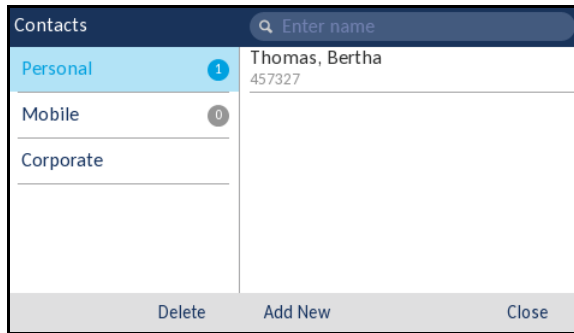 Contacts
Enter name
Personal 1
Mobile 0
Corporate
Thomas, Bertha
457327
Delete
Add New
Close